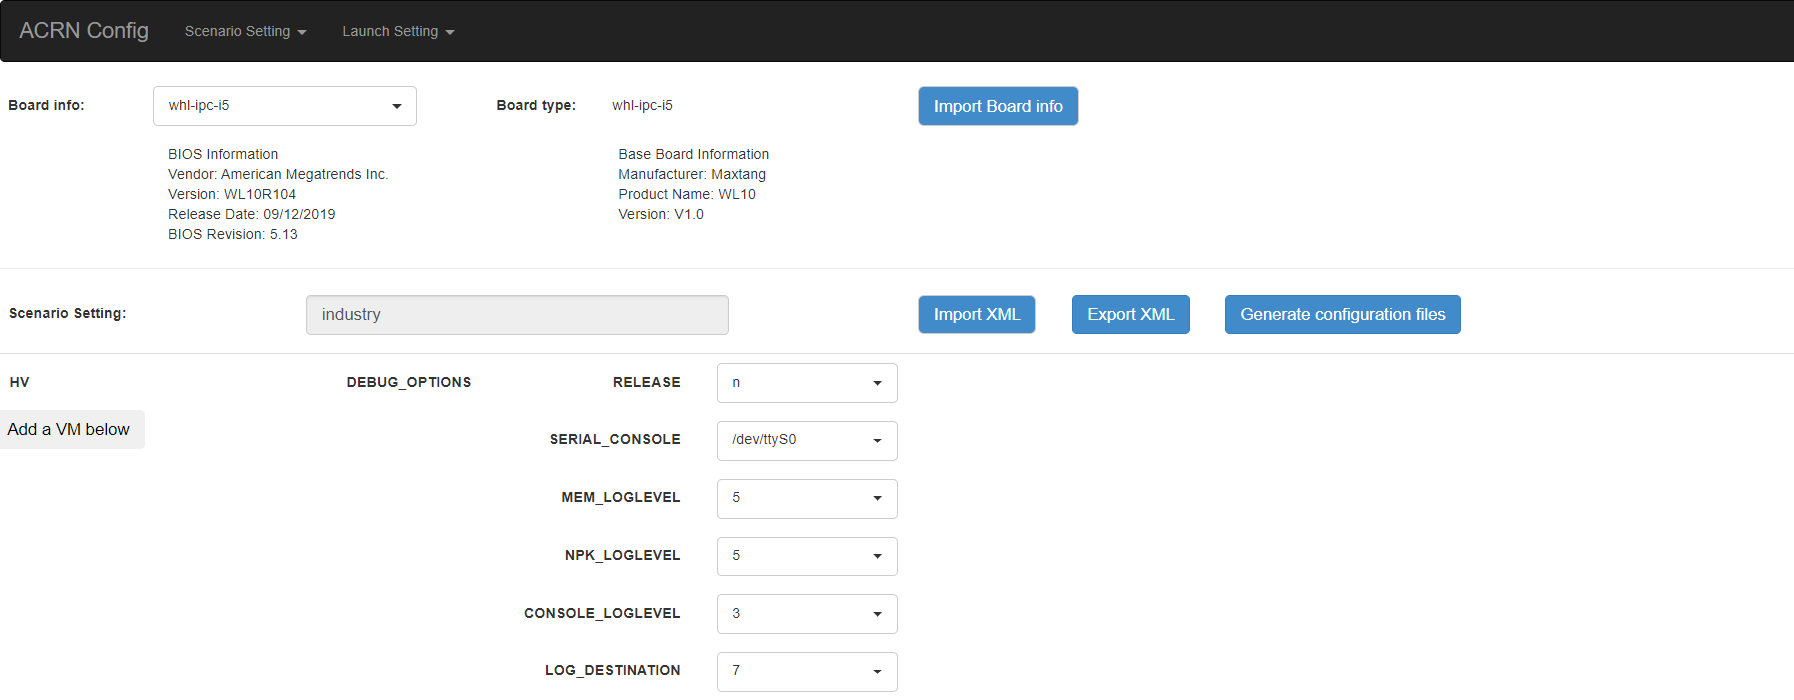 ACRN Config Scenario Setting Launch Setting
Board info: whl-ipc-i5 Board type: whl-ipc-i5 Import Board info
BIOS Information
Vendor: American Megatrends Inc.
Version: WL10R104
Release Date: 09/12/2019
BIOS Revision: 5.13
Base Board Information
Manufacturer: Maxtang
Product Name: WL10
Version: V1.0
Scenario Setting: industry Import XML Export XML Generate configuration files
HV DEBUG_OPTIONS RELEASE n
Add a VM below
SERIAL_CONSOLE /dev/ttyS0
MEM_LOGLEVEL 5
NPK_LOGLEVEL 5
CONSOLE_LOGLEVEL 3
LOG_DESTINATION 7